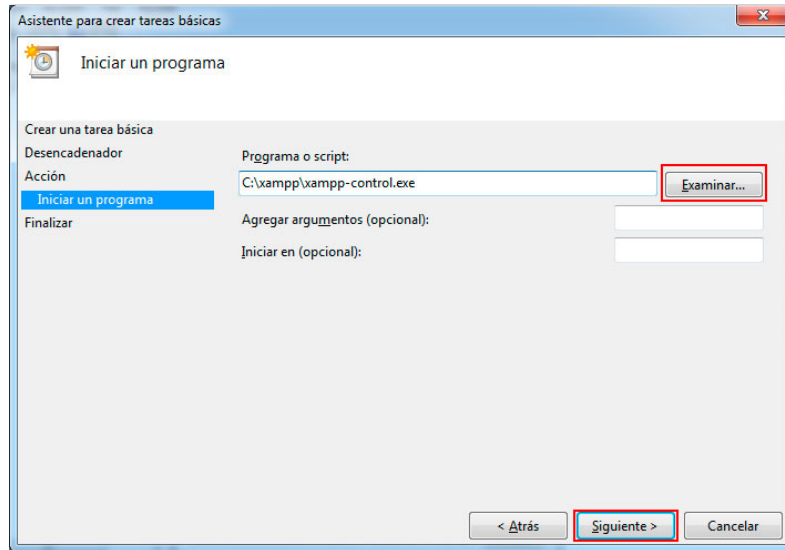 Asistente para crear tareas básicas
Iniciar un programa
Crear una tarea básica
Desencadenador
Acción
Iniciar un programa
Finalizar
Programa o script:
C:\xampp\xampp-control.exe
Examinar...
Agregar argumentos (opcional):
Iniciar en (opcional):
< Atrás
Siguiente >
Cancelar